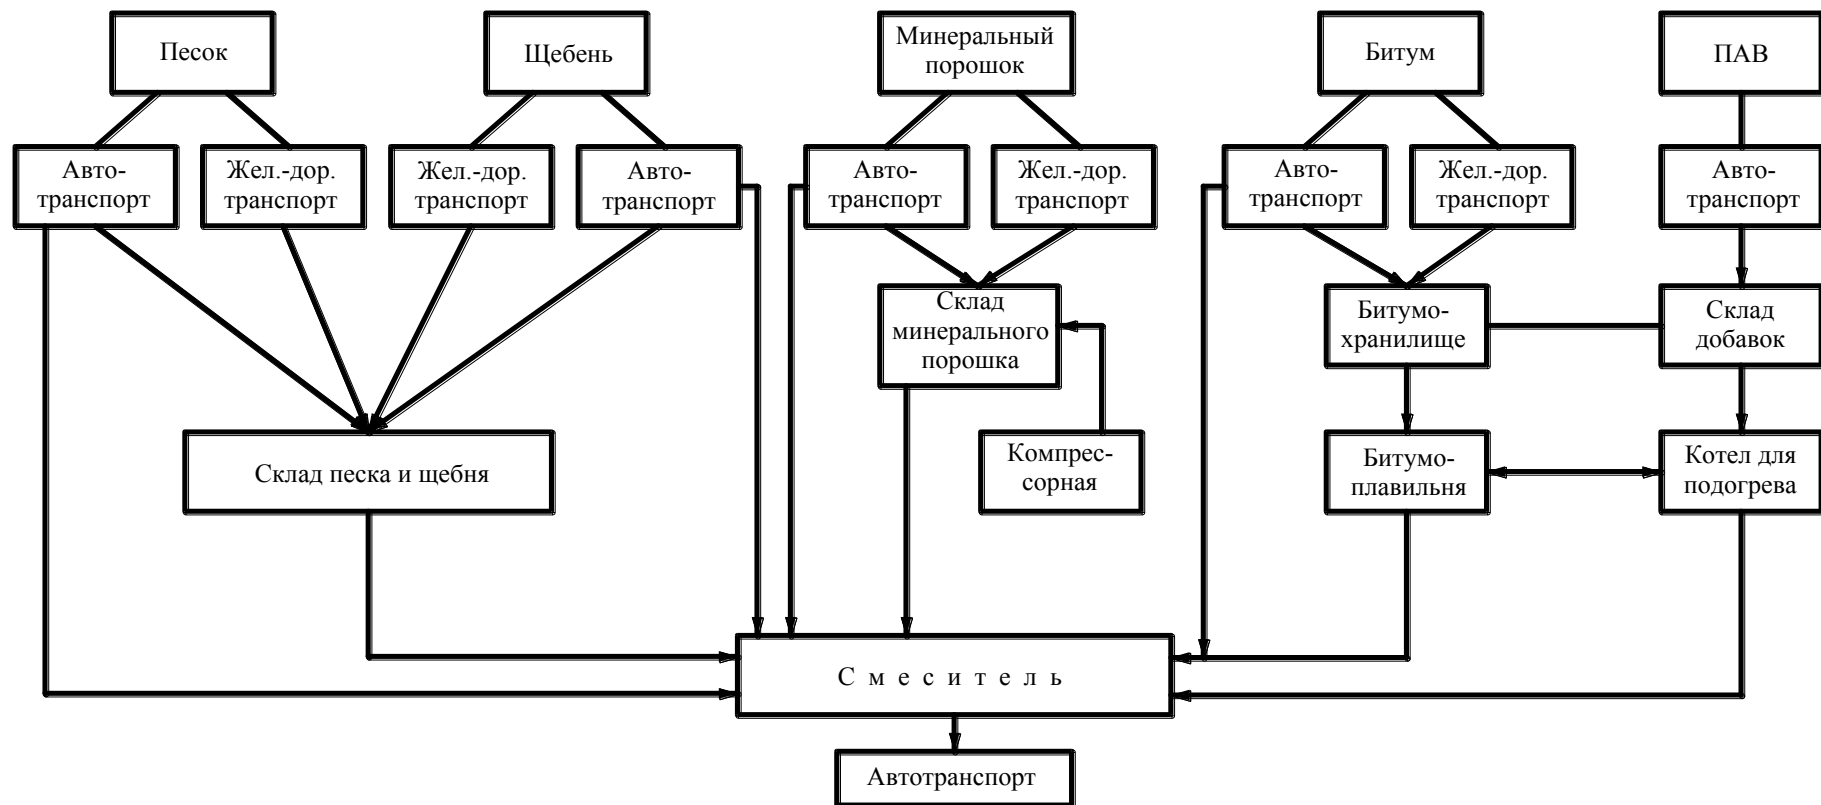 Песок
Щебень
Минеральный
порошок
Битум
ПАВ
Авто-
транспорт
Жел.-дор.
транспорт
Жел.-дор.
транспорт
Авто-
транспорт
Авто-
транспорт
Жел.-дор.
транспорт
Авто-
транспорт
Жел.-дор.
транспорт
Авто-
транспорт
Склад
минерального
порошка
Битумо-
хранилище
Склад
добавок
Склад песка и щебня
Компрес-
сорная
Битумо-
плавильня
Котел для
подогрева
С м е с и т е л ь
Автотранспорт